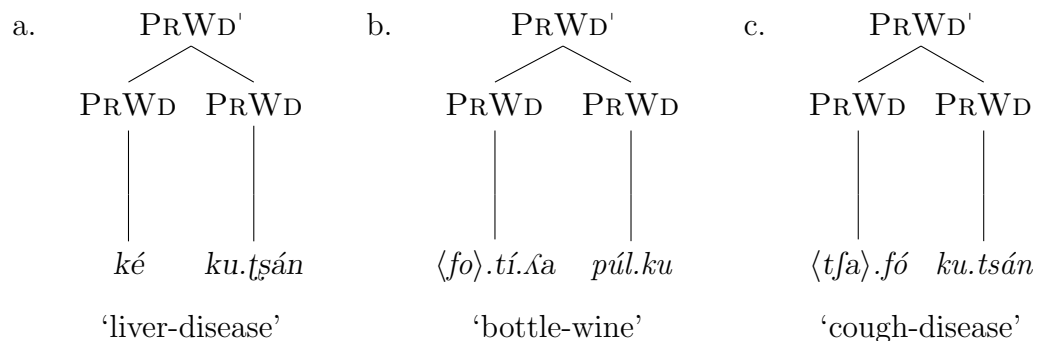 a. PRWD' b. PRWD' c. PRWD'
PRWD PRWD PRWD PRWD PRWD PRWD
ké ku.ʈʂán ⟨fo⟩.tí.ʎa púl.ku ⟨tʃa⟩.fó ku.tsán
‘liver-disease’ ‘bottle-wine’ ‘cough-disease’